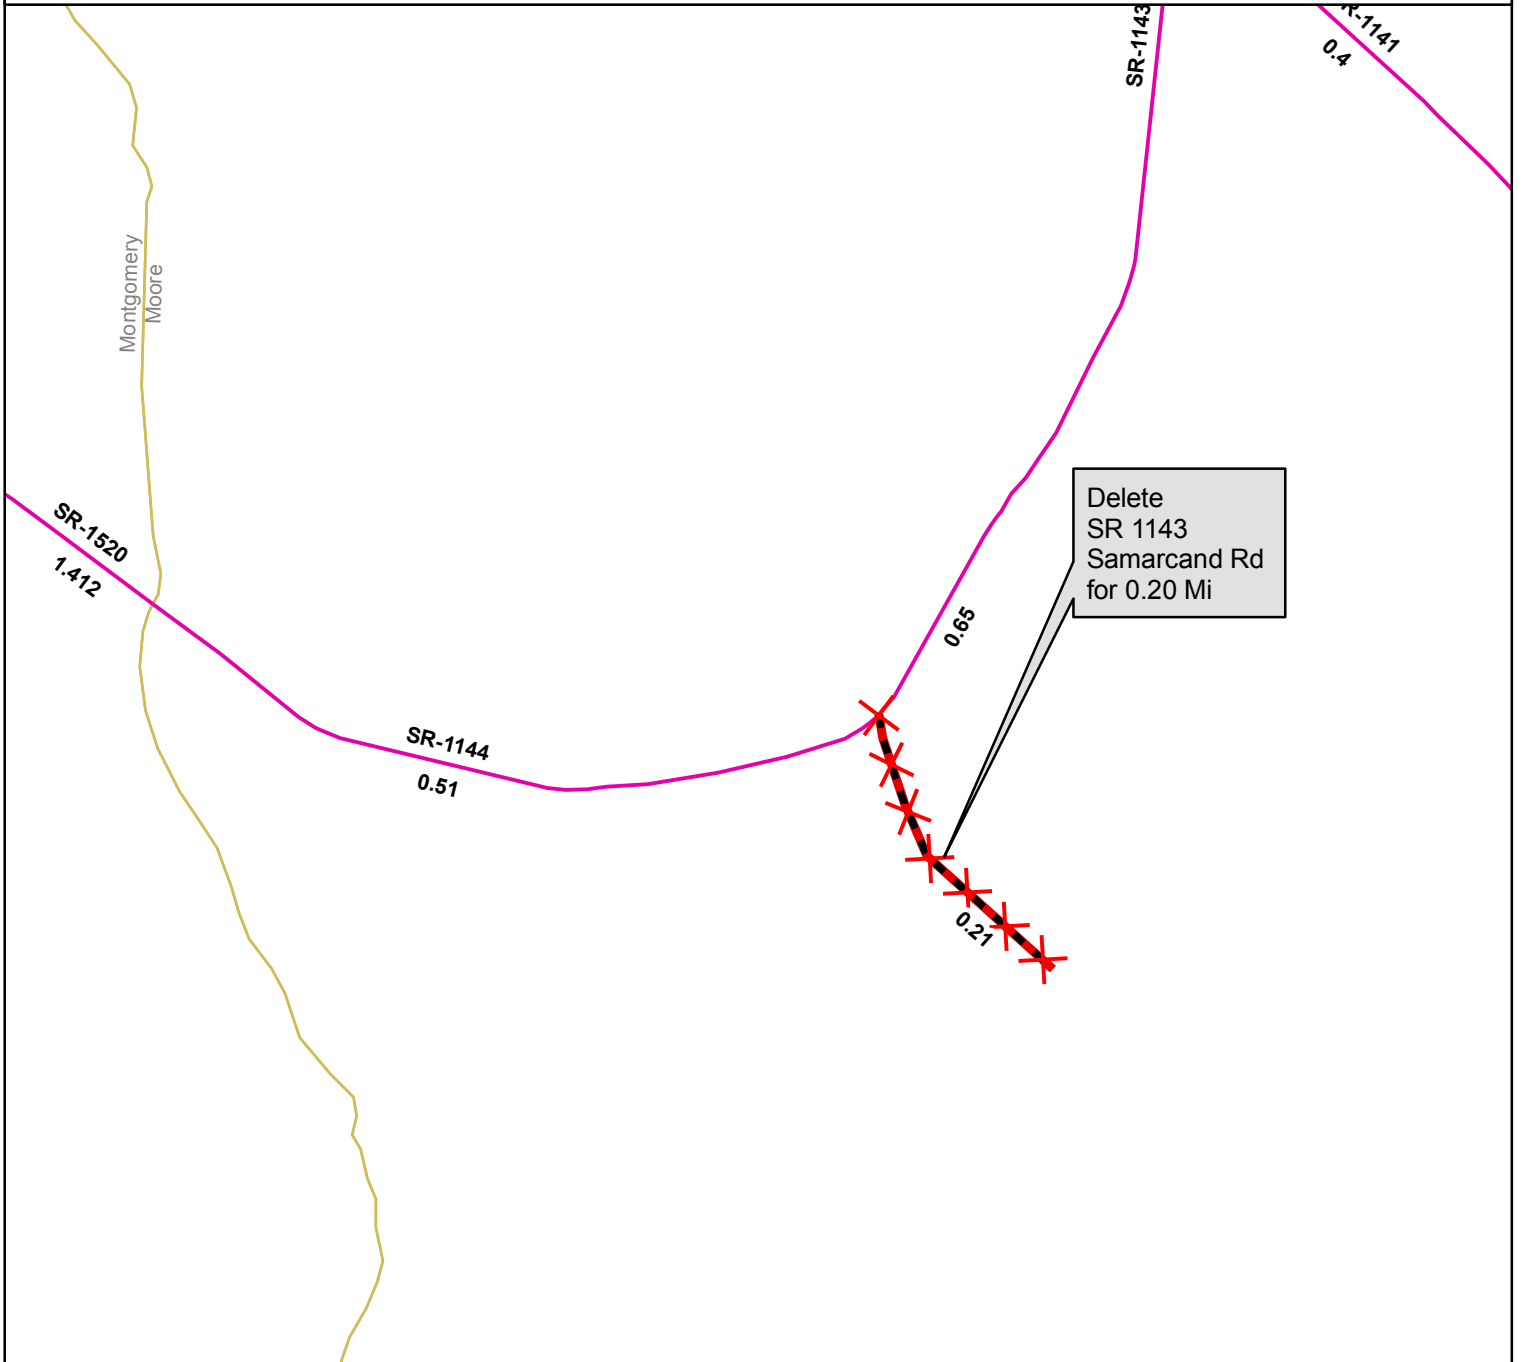 SR-1143
R-1141
0.4
Montgomery
Moore
Delete
SR 1143
Samarcand Rd
for 0.20 Mi
SR-1520
1.412
0.65
SR-1144
0.51
0.21